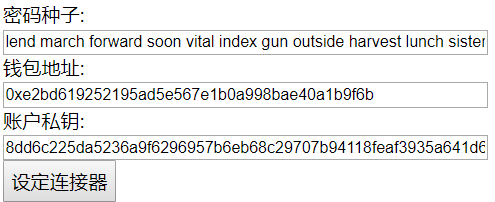 密码种子:
lend march forward soon vital index gun outside harvest lunch sister
钱包地址:
0xe2bd619252195ad5e567e1b0a998bae40a1b9f6b
账户私钥:
8dd6c225da5236a9f6296957b6eb68c29707b94118feaf3935a641d6
设定连接器